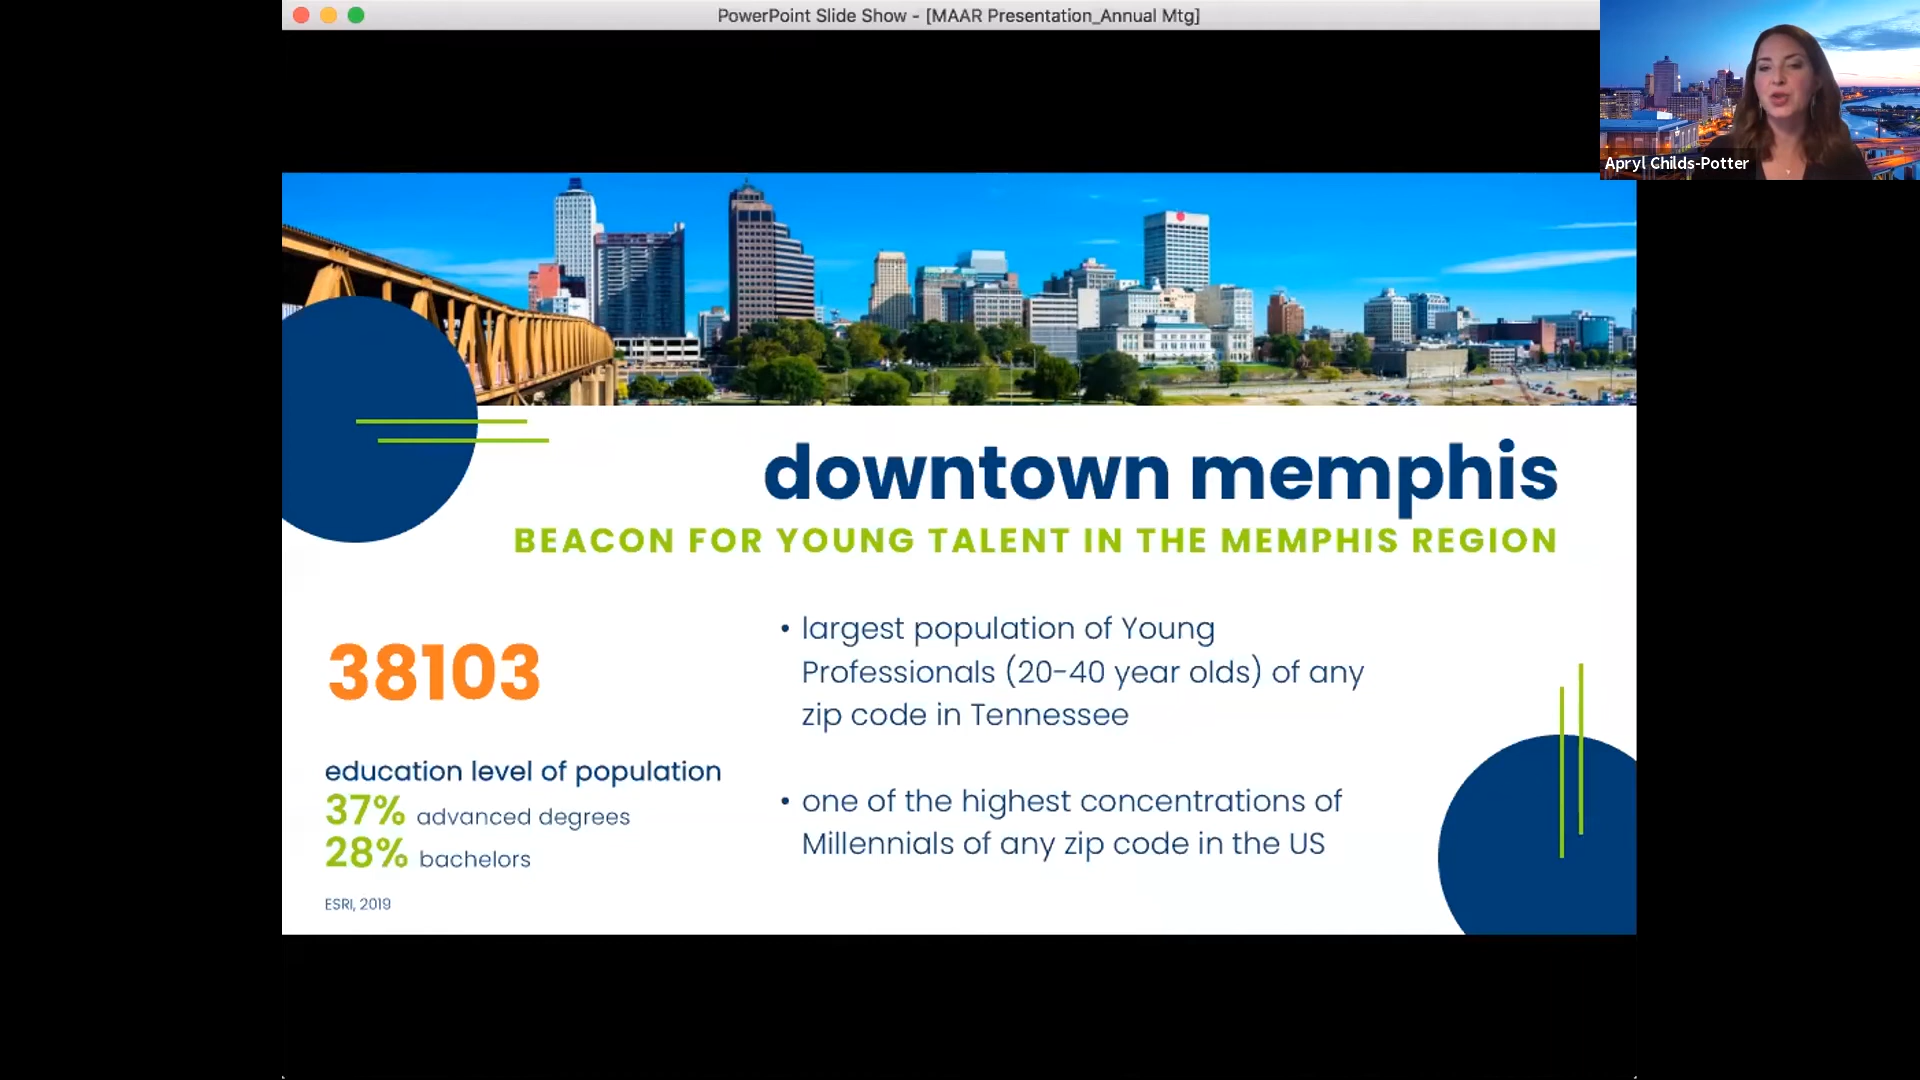 PowerPoint Slide Show - [MAAR Presentation_Annual Mtg]
Apryl Childs-Potter
downtown memphis
BEACON FOR YOUNG TALENT IN THE MEMPHIS REGION
38103
education level of population
37% advanced degrees
28% bachelors
ESRI, 2019
• largest population of Young
Professionals (20-40 year olds) of any
zip code in Tennessee
• one of the highest concentrations of
Millennials of any zip code in the US